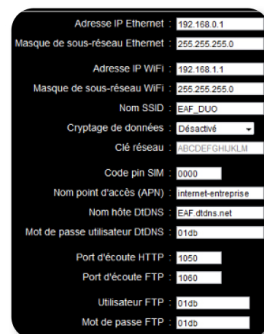 Adresse IP Ethernet : 192.168.0.1
Masque de sous-réseau Ethernet : 255.255.255.0
Adresse IP WiFi : 192.168.1.1
Masque de sous-réseau WiFi : 255.255.255.0
Nom SSID : EAF_DUO
Cryptage de données : Désactivé
Clé réseau : ABCDEFGHIJKLM
Code pin SIM : 0000
Nom point d'accès (APN) : internet-entreprise
Nom hôte DtDNS : EAF.dtdns.net
Mot de passe utilisateur DtDNS : 01db
Port d'écoute HTTP : 1050
Port d'écoute FTP : 1060
Utilisateur FTP : 01db
Mot de passe FTP : 01db